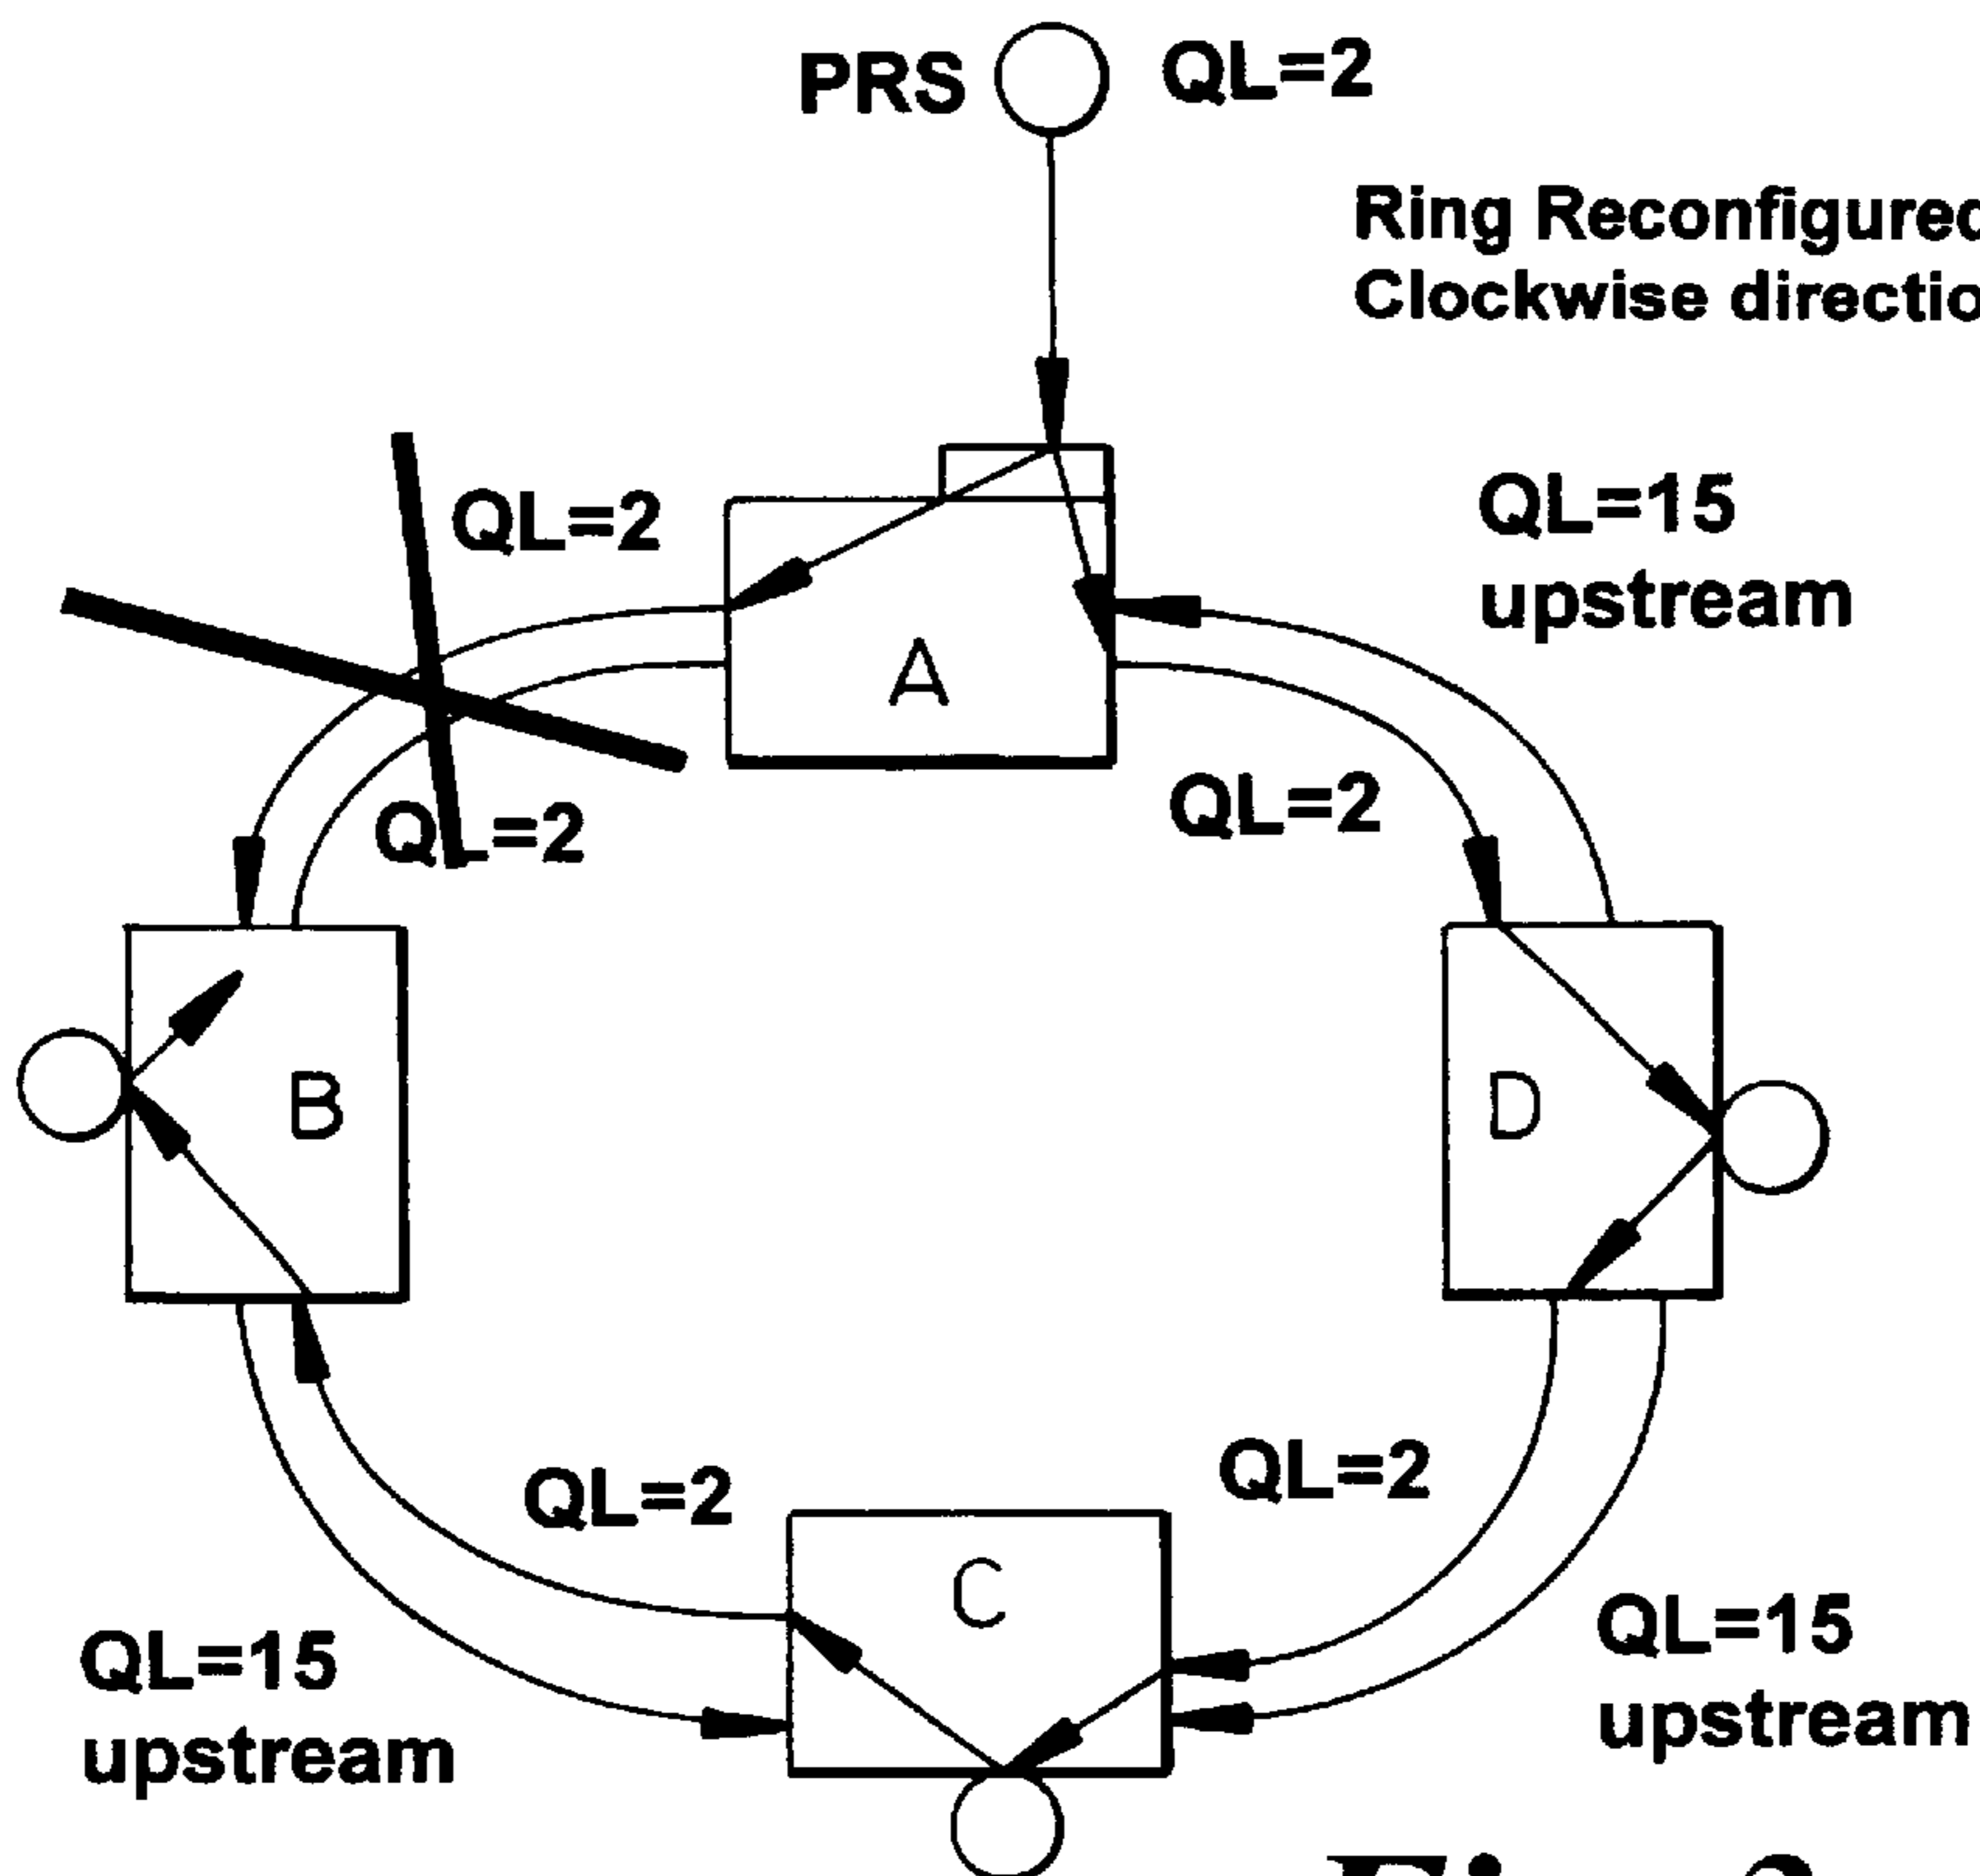 PRS QL=2
Ring Reconfigured
Clockwise directio
QL=2
QL=15
upstream
A
QL=2
QL=2
B
D
QL=2
QL=2
C
QL=15
upstream
QL=15
upstream